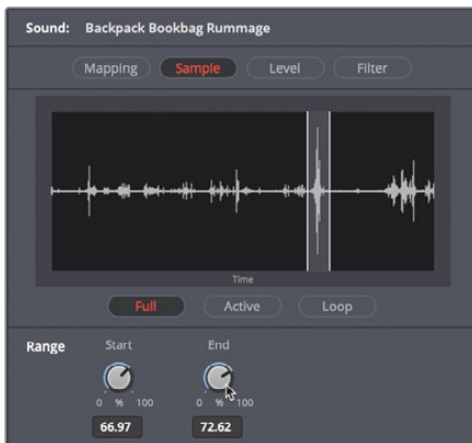 Sound: Backpack Bookbag Rummage
Mapping Sample Level Filter
Time
Full Active Loop
Range Start End
0 % 100 0 % 100
66.97 72.62